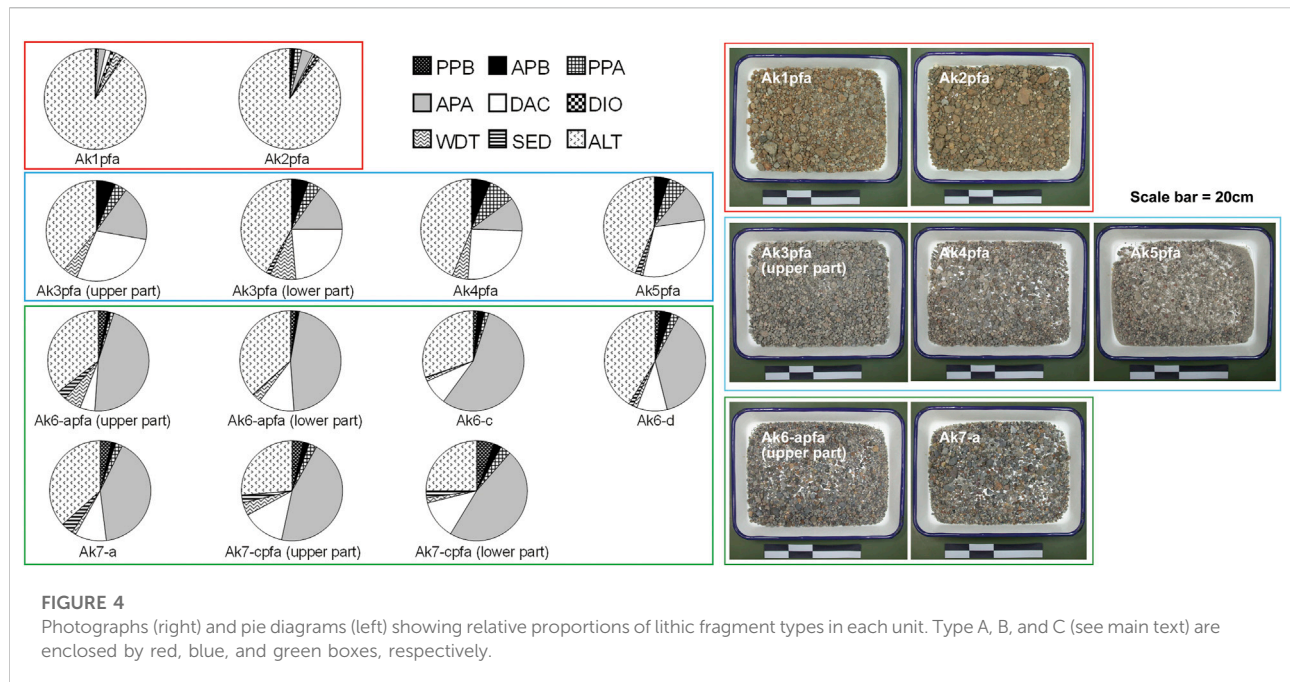 Ak1pfa
Ak2pfa
PPB APB PPA
APA DAC DIO
WDT SED ALT
Ak3pfa (upper part)
Ak3pfa (lower part)
Ak4pfa
Ak5pfa
Ak6-apfa (upper part)
Ak6-apfa (lower part)
Ak6-c
Ak6-d
Ak7-a
Ak7-cpfa (upper part)
Ak7-cpfa (lower part)
Ak1pfa
Ak2pfa
Scale bar = 20cm
Ak3pfa
(upper part)
Ak4pfa
Ak5pfa
Ak6-apfa
(upper part)
Ak7-a
FIGURE 4
Photographs (right) and pie diagrams (left) showing relative proportions of lithic fragment types in each unit. Type A, B, and C (see main text) are
enclosed by red, blue, and green boxes, respectively.